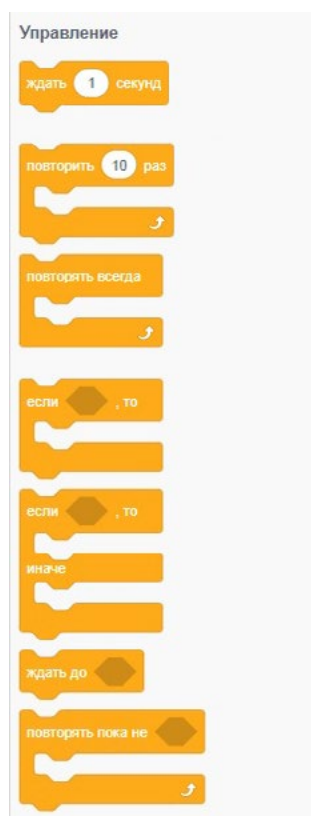 Управление
ждать 1 секунд
повторить 10 раз
повторять всегда
если , то
если , то
иначе
ждать до
повторять пока не